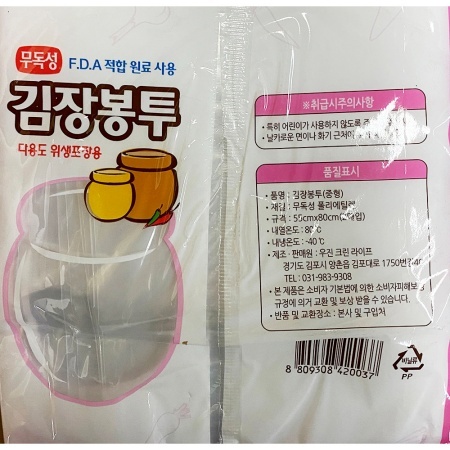 무독성 F.D.A 적합 원료 사용
김장봉투
다용도 위생포장용
※취급시주의사항
• 특히 어린이가 사용하지 않도록
• 날카로운 면이나 화기 근처에
품질표시
• 품명 : 김장봉투(중형)
• 재질 : 무독성 폴리에틸렌
• 규격 : 55cmx80cm
• 내열온도 : 80℃
• 내냉온도 : -40℃
• 제조 · 판매원 : 우진 크린 라이프
경기도 김포시 양촌읍 김포대로 1750번길
TEL : 031-983-9308
• 본 제품은 소비자 기본법에 의한 소비자피해보상
규정에 의거 교환 및 보상 받을 수 있습니다.
• 반품 및 교환장소 : 본사 및 구입처
8 809308 420037
비닐류
PP